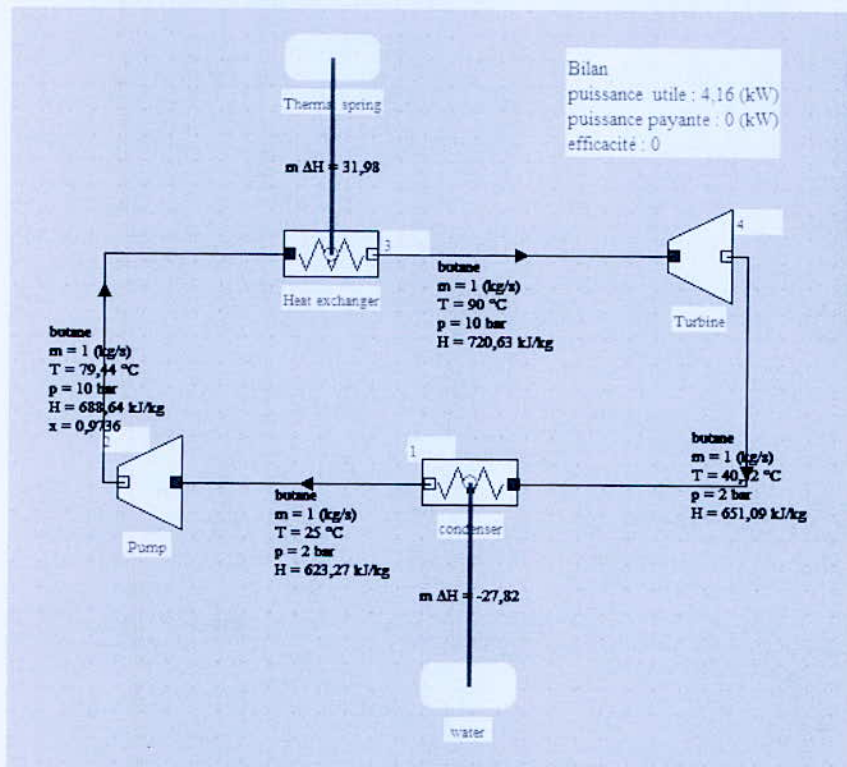 Bilan
puissance utile : 4,16 (kW)
puissance payante : 0 (kW)
efficacité : 0
Thermal spring
m ΔH = 31,98
3
Heat exchanger
butane
m = 1 (kg/s)
T = 90 °C
p = 10 bar
H = 720,63 kJ/kg
4
Turbine
butane
m = 1 (kg/s)
T = 79,44 °C
p = 10 bar
H = 688,64 kJ/kg
x = 0,9736
2
Pump
butane
m = 1 (kg/s)
T = 25 °C
p = 2 bar
H = 623,27 kJ/kg
1
condenser
butane
m = 1 (kg/s)
°C
p = 2 bar
H = 651,09 kJ/kg
m ΔH = -27,82
water